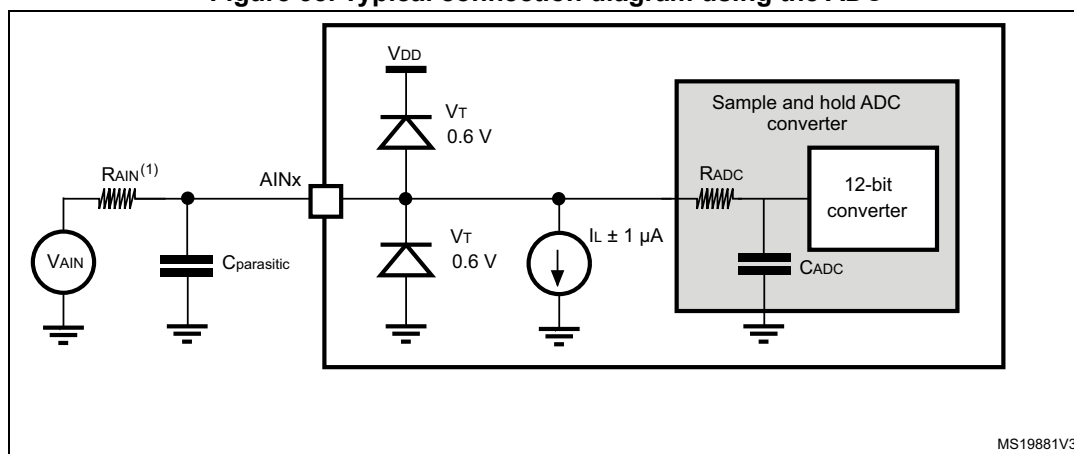 Figure Typical connection diagram using the ADC
VDD
VT
0.6 V
Sample and hold ADC
converter
RAIN(1)
AINx
RADC
12-bit
converter
VAIN
Cparasitic
VT
0.6 V
IL ± 1 µA
CADC
MS19881V3